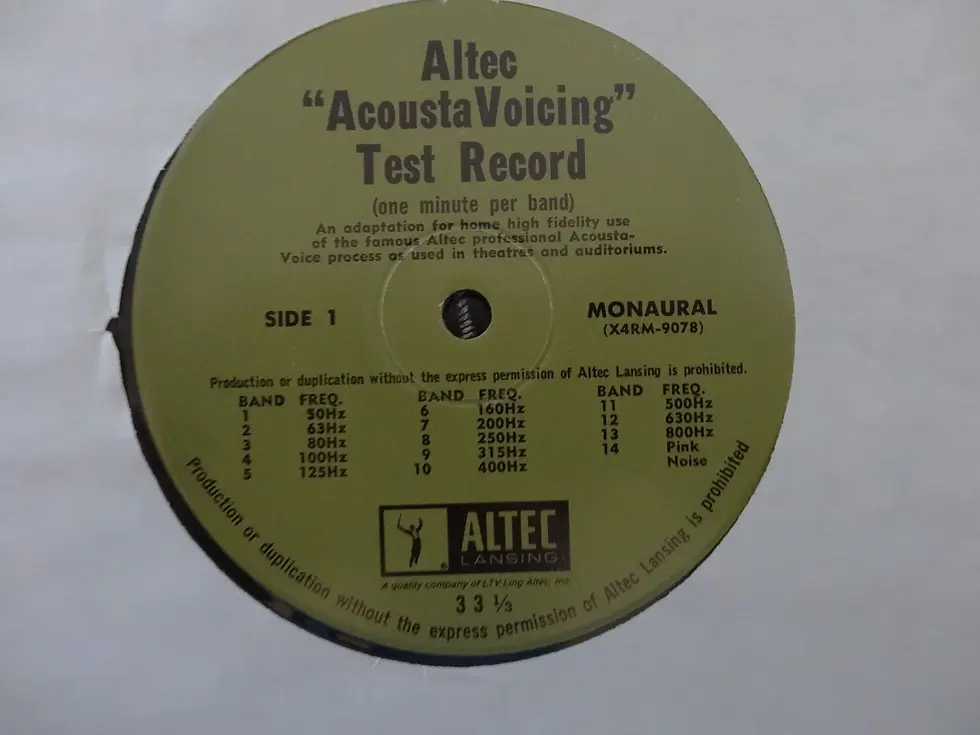 Altec
“AcoustaVoicing”
Test Record
(one minute per band)
An adaptation for home high fidelity use
of the famous Altec professional Acousta-
Voice process as used in theatres and auditoriums.
SIDE 1
MONAURAL
(X4RM-9078)
Production or duplication without the express permission of Altec Lansing is prohibited.
BAND FREQ.
1 50Hz
2 63Hz
3 80Hz
4 100Hz
5 125Hz
BAND FREQ.
6 160Hz
7 200Hz
8 250Hz
9 315Hz
10 400Hz
BAND FREQ.
11 500Hz
12 630Hz
13 800Hz
14 Pink
Noise
ALTEC
LANSING
®
A quality company of LTV Ling Altec, Inc.
33 1/3
Production or duplication without the express permission of Altec Lansing is prohibited